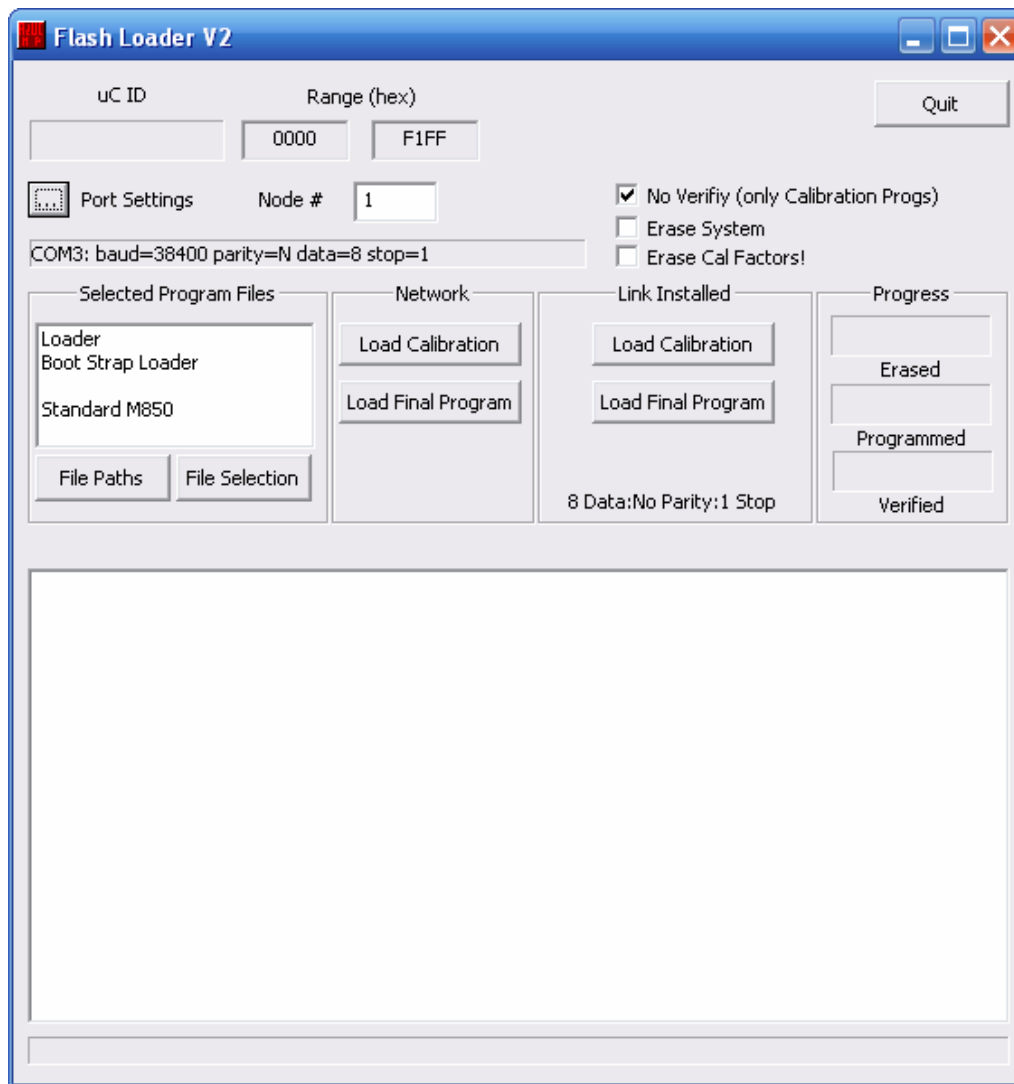 Flash Loader V2
uC ID
Range (hex)
Quit
0000
F1FF
...
Port Settings
Node #
1
No Verifiy (only Calibration Progs)
Erase System
COM3: baud=38400 parity=N data=8 stop=1
Erase Cal Factors!
Selected Program Files
Network
Link Installed
Progress
Loader
Boot Strap Loader
Standard M850
File Paths
File Selection
Load Calibration
Load Final Program
Load Calibration
Load Final Program
8 Data:No Parity:1 Stop
Erased
Programmed
Verified